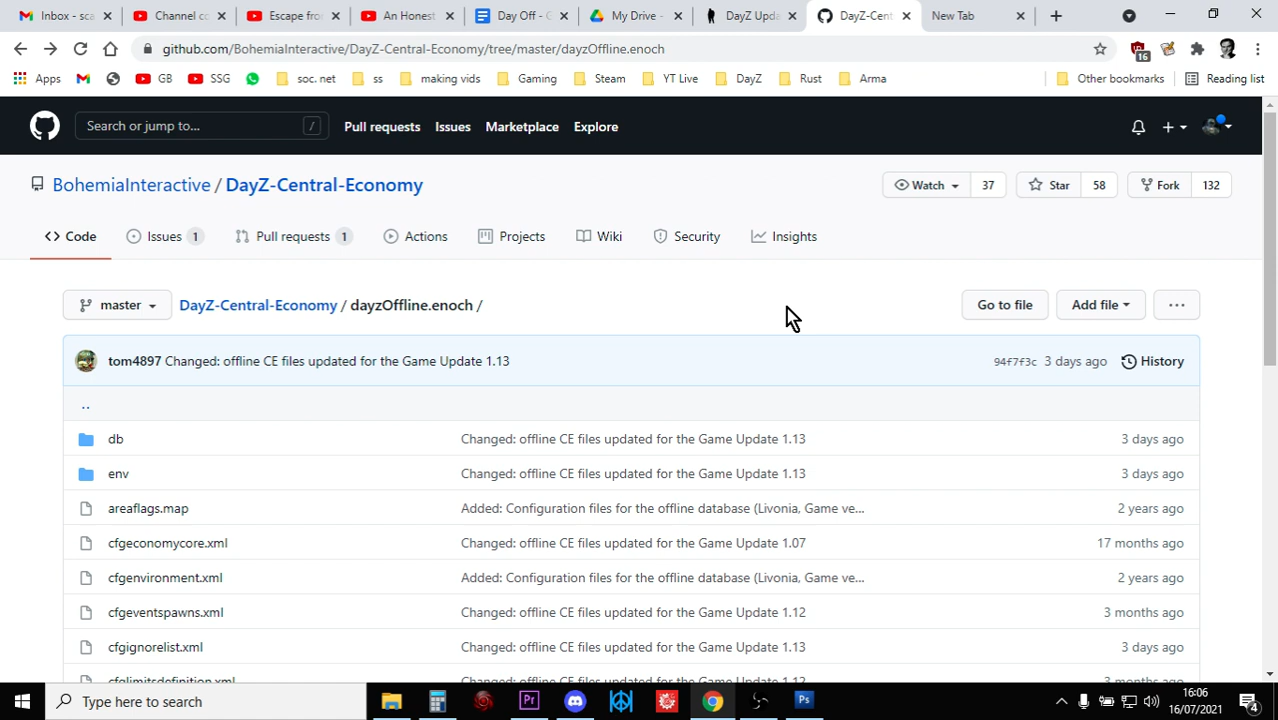 Inbox - sca
Channel co
Escape fro
An Honest
Day Off - G
My Drive -
DayZ Upda
DayZ-Cent
New Tab
github.com/BohemiaInteractive/DayZ-Central-Economy/tree/master/dayzOffline.enoch
16
Apps
GB
SSG
soc. net
ss
making vids
Gaming
Steam
YT Live
DayZ
Rust
Arma
Other bookmarks
Reading list
Search or jump to...
/
Pull requests
Issues
Marketplace
Explore
BohemiaInteractive / DayZ-Central-Economy
Watch 37
Star 58
Fork 132
Code
Issues 1
Pull requests 1
Actions
Projects
Wiki
Security
Insights
master
DayZ-Central-Economy / dayzOffline.enoch /
Go to file
Add file
...
tom4897 Changed: offline CE files updated for the Game Update 1.13
94f7f3c 3 days ago
History
..
db Changed: offline CE files updated for the Game Update 1.13 3 days ago
env Changed: offline CE files updated for the Game Update 1.13 3 days ago
areaflags.map Added: Configuration files for the offline database (Livonia, Game ve... 2 years ago
cfgeconomycore.xml Changed: offline CE files updated for the Game Update 1.07 17 months ago
cfgenvironment.xml Added: Configuration files for the offline database (Livonia, Game ve... 2 years ago
cfgeventspawns.xml Changed: offline CE files updated for the Game Update 1.12 3 months ago
cfgignorelist.xml Changed: offline CE files updated for the Game Update 1.13 3 days ago
cfglimitsdefinition.xml
Type here to search
Pr
Ps
16:06
16/07/2021
4